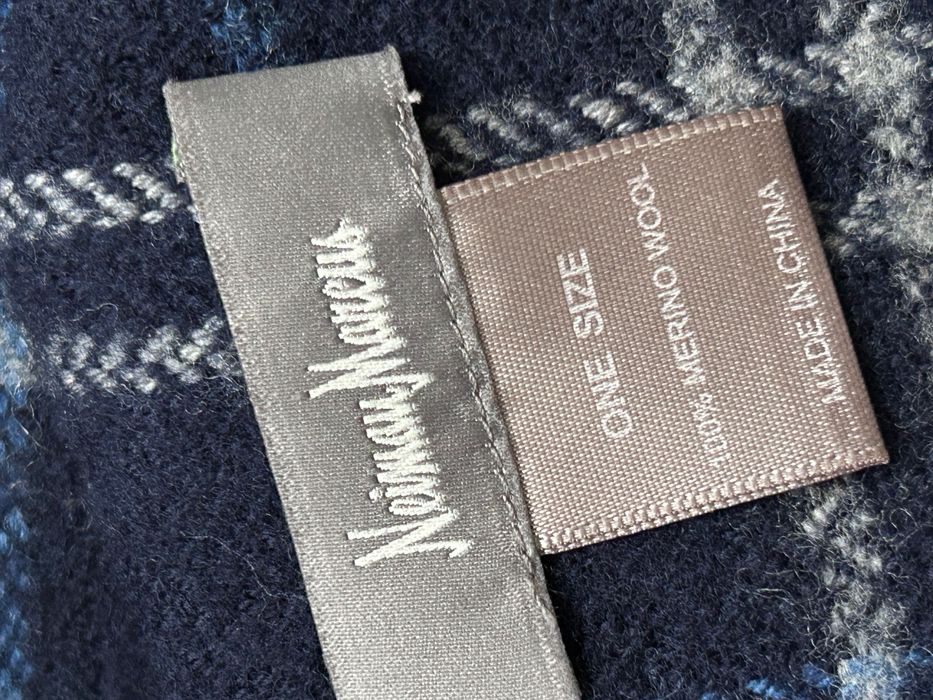 Neiman Marcus
ONE SIZE
100% MERINO WOOL
MADE IN CHINA